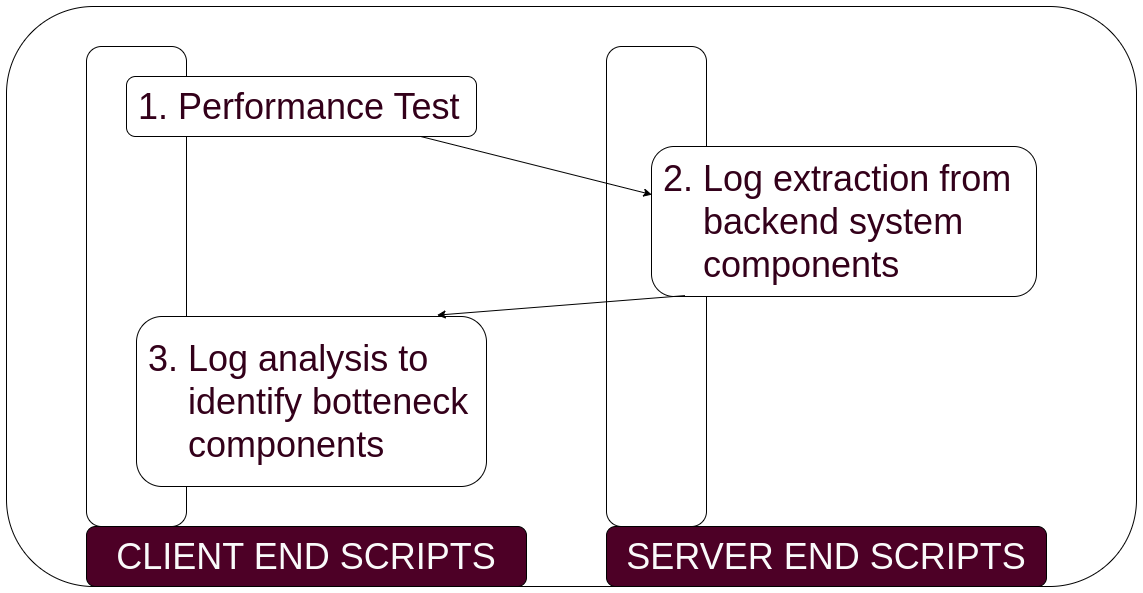 1. Performance Test
2. Log extraction from
backend system
components
3. Log analysis to
identify botteneck
components
CLIENT END SCRIPTS
SERVER END SCRIPTS